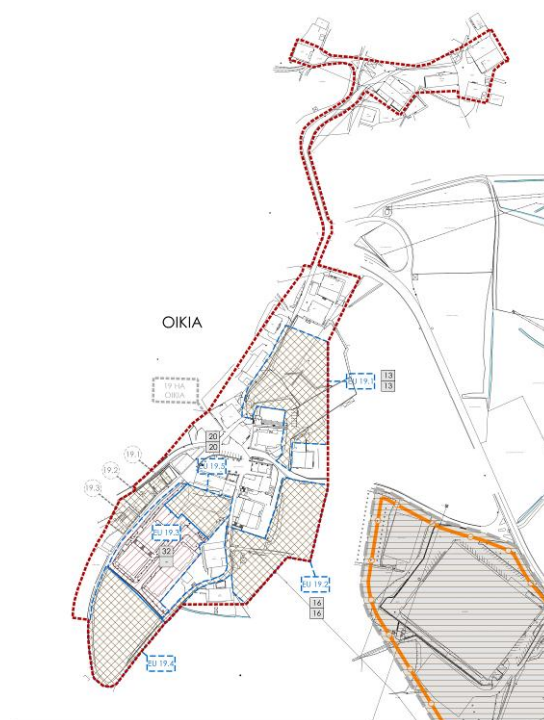 OIKIA
EU 19.1
13
13
19 HA
OIKIA
20
20
19.1
EU 19.5
19.2
19.3
EU 19.3
32
EU 19.2
16
16
EU 19.4